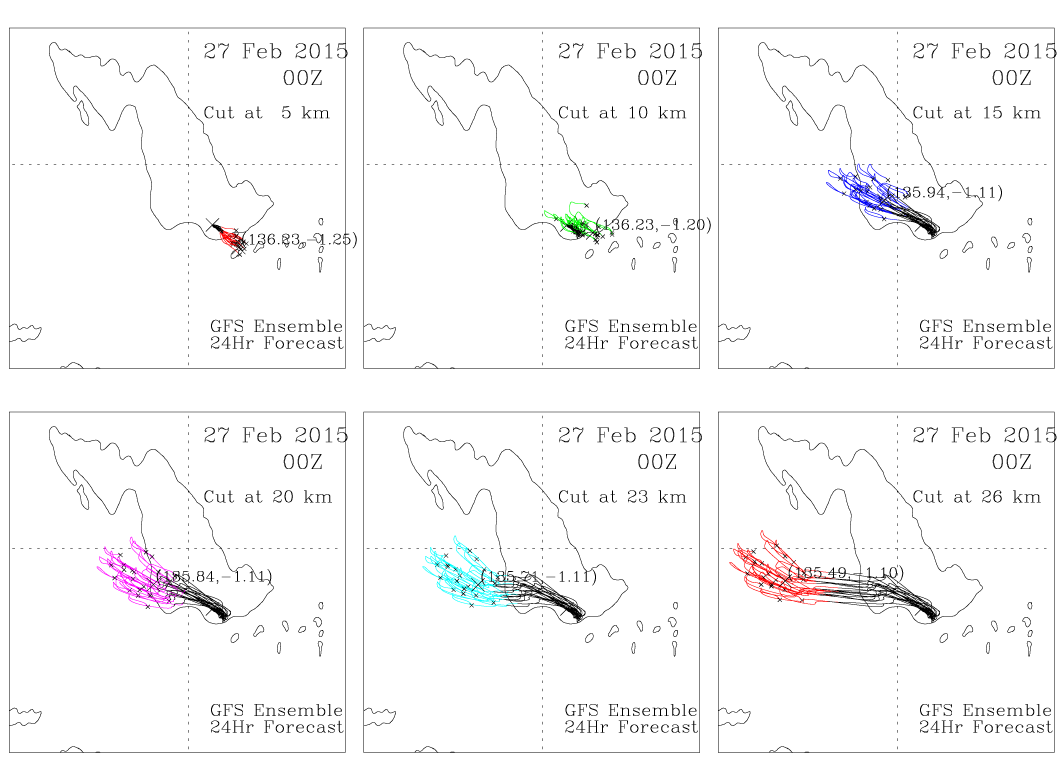 27 Feb 2015
00Z
Cut at 5 km
(136.23,−1.25)
GFS Ensemble
24Hr Forecast
27 Feb 2015
00Z
Cut at 10 km
(136.23,−1.20)
GFS Ensemble
24Hr Forecast
27 Feb 2015
00Z
Cut at 15 km
(135.94,−1.11)
GFS Ensemble
24Hr Forecast
27 Feb 2015
00Z
Cut at 20 km
(135.84,−1.11)
GFS Ensemble
24Hr Forecast
27 Feb 2015
00Z
Cut at 23 km
(135.71,−1.11)
GFS Ensemble
24Hr Forecast
27 Feb 2015
00Z
Cut at 26 km
(135.49,−1.10)
GFS Ensemble
24Hr Forecast